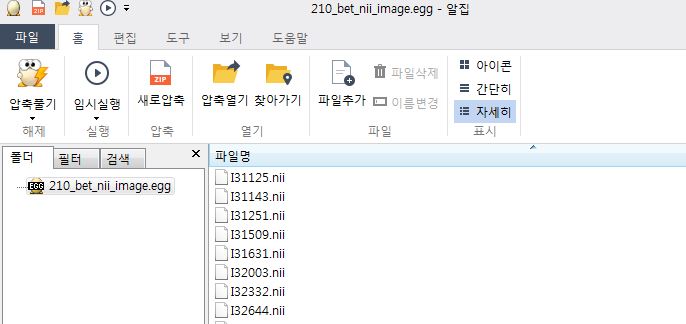 210_bet_nii_image.egg - 알집
파일 홈 편집 도구 보기 도움말
ZIP
압축풀기 임시실행 새로압축 압축열기 찾아가기 파일추가 파일삭제 이름변경 아이콘 간단히 자세히
해제 실행 압축 열기 파일 표시
폴더 필터 검색
EGG 210_bet_nii_image.egg
파일명
I31125.nii
I31143.nii
I31251.nii
I31509.nii
I31631.nii
I32003.nii
I32332.nii
I32644.nii